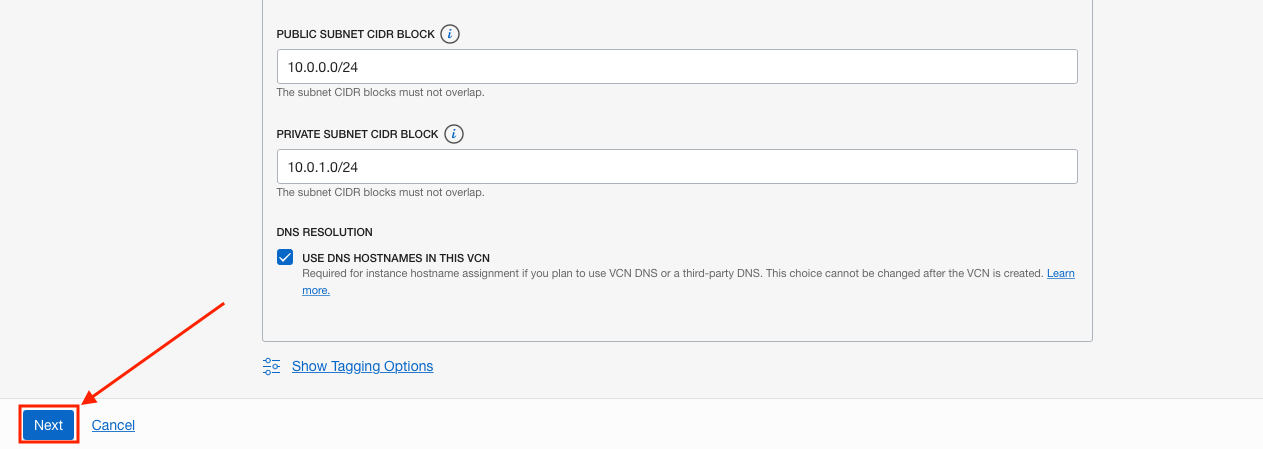 PUBLIC SUBNET CIDR BLOCK i
10.0.0.0/24
The subnet CIDR blocks must not overlap.
PRIVATE SUBNET CIDR BLOCK i
10.0.1.0/24
The subnet CIDR blocks must not overlap.
DNS RESOLUTION
USE DNS HOSTNAMES IN THIS VCN
Required for instance hostname assignment if you plan to use VCN DNS or a third-party DNS. This choice cannot be changed after the VCN is created. Learn
more.
Show Tagging Options
Next Cancel